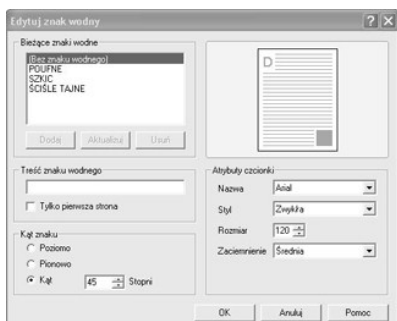 Edytuj znak wodny
Bieżące znaki wodne
(Bez znaku wodnego)
POUFNE
SZKIC
ŚCIŚLE TAJNE
Dodaj Aktualizuj Usuń
D
Treść znaku wodnego
Tylko pierwsza strona
Kąt znaku
Poziomo
Pionowo
Kąt 45 Stopni
Atrybuty czcionki
Nazwa Arial
Styl Zwykła
Rozmiar 120
Zaciemnienie Średnia
OK Anuluj Pomoc